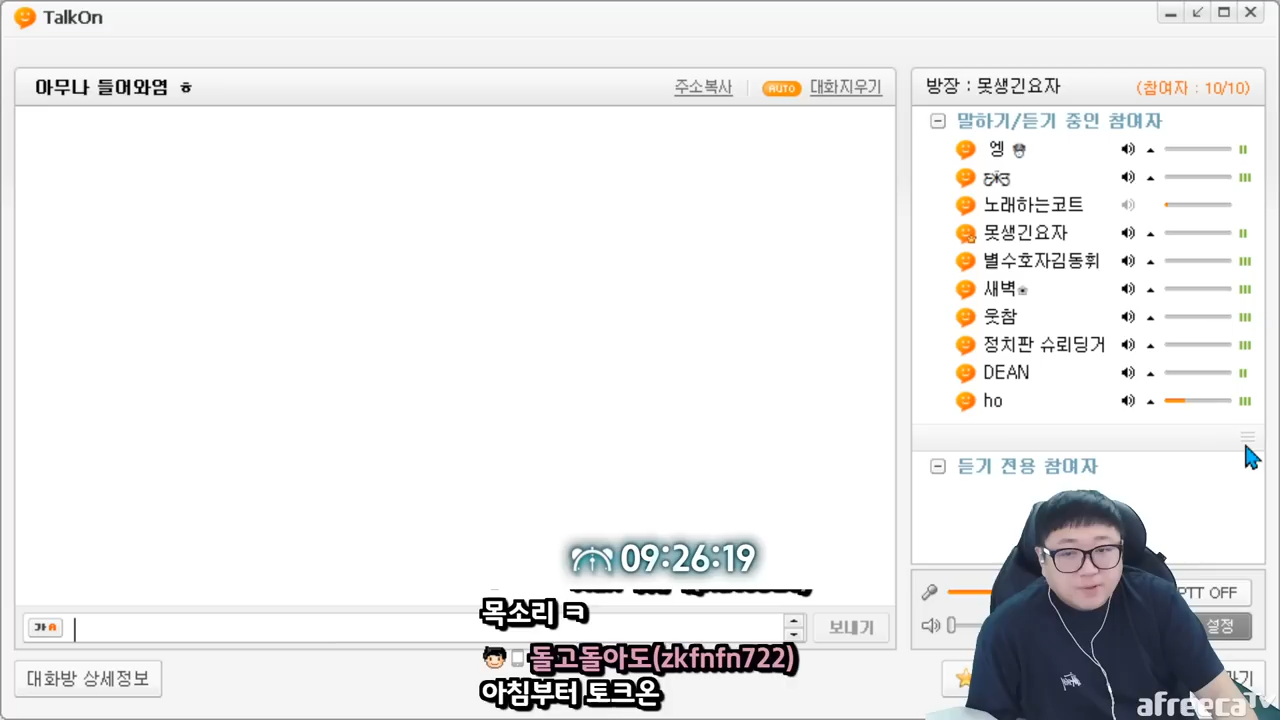 TalkOn
아무나 들어와염 ㅎ
주소복사
AUTO 대화지우기
방장 : 못생긴요자
(참여자 : 10/10)
말하기/듣기 중인 참여자
엥
노래하는코트
못생긴요자
별수호자김동휘
새벽
웃참
정치판 슈뢰딩거
DEAN
ho
듣기 전용 참여자
09:26:19
목소리 ㅋ
돌고돌아도(zkfnfn722)
아침부터 토크온
가A
보내기
대화방 상세정보
PTT OFF
설정
afreecaTV